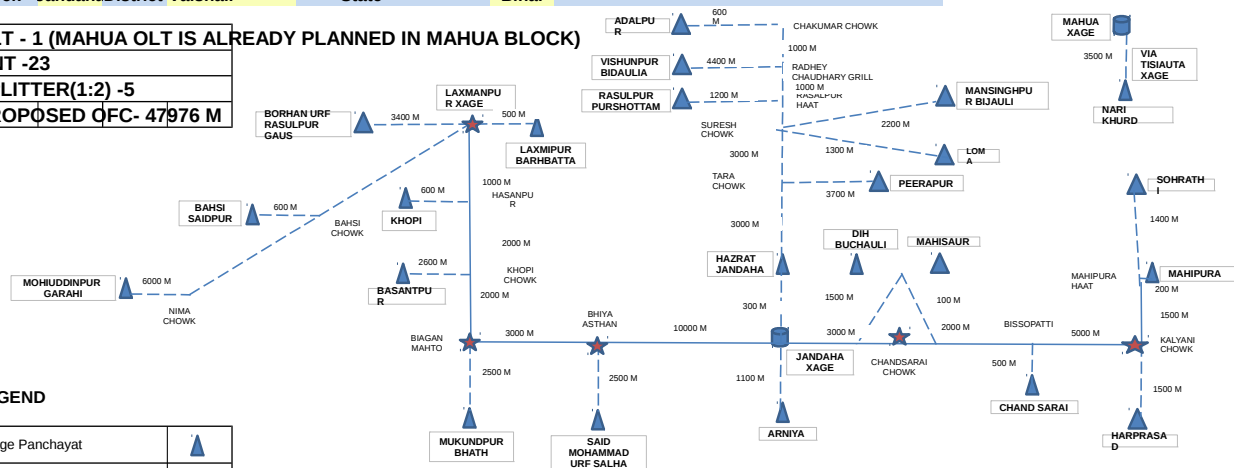 District
State
Bihar
LT - 1 (MAHUA OLT IS ALREADY PLANNED IN MAHUA BLOCK)
NT -23
LITTER(1:2) -5
ROPOSED OFC- 47976 M
ADALPU
R
600
M
CHAKUMAR CHOWK
1000 M
VISHUNPUR
BIDAULIA
4400 M
RADHEY
CHAUDHARY GRILL
1000 M
RASALPUR
HAAT
RASULPUR
PURSHOTTAM
1200 M
MAHUA
XAGE
3500 M
VIA
TISIAUTA
XAGE
NARI
KHURD
LAXMANPU
R XAGE
BORHAN URF
RASULPUR
GAUS
3400 M
500 M
LAXMIPUR
BARHBATTA
SURESH
CHOWK
MANSINGHPU
R BIJAULI
2200 M
1300 M
LOM
A
3000 M
TARA
CHOWK
3700 M
PEERAPUR
1000 M
HASANPU
R
600 M
KHOPI
BAHSI
SAIDPUR
600 M
BAHSI
CHOWK
3000 M
SOHRATH
I
1400 M
2000 M
KHOPI
CHOWK
2600 M
BASANTPU
R
2000 M
MOHIUDDINPUR
GARAHI
6000 M
NIMA
CHOWK
HAZRAT
JANDAHA
DIH
BUCHAULI
MAHISAUR
MAHIPURA
HAAT
MAHIPURA
200 M
300 M
1500 M
100 M
1500 M
BIAGAN
MAHTO
3000 M
BHIYA
ASTHAN
10000 M
3000 M
2000 M
BISSOPATTI
5000 M
KALYANI
CHOWK
JANDAHA
XAGE
CHANDSARAI
CHOWK
2500 M
2500 M
1100 M
500 M
1500 M
CHAND SARAI
MUKUNDPUR
BHATH
SAID
MOHAMMAD
URF SALHA
ARNIYA
HARPRASA
D
GEND
ge Panchayat